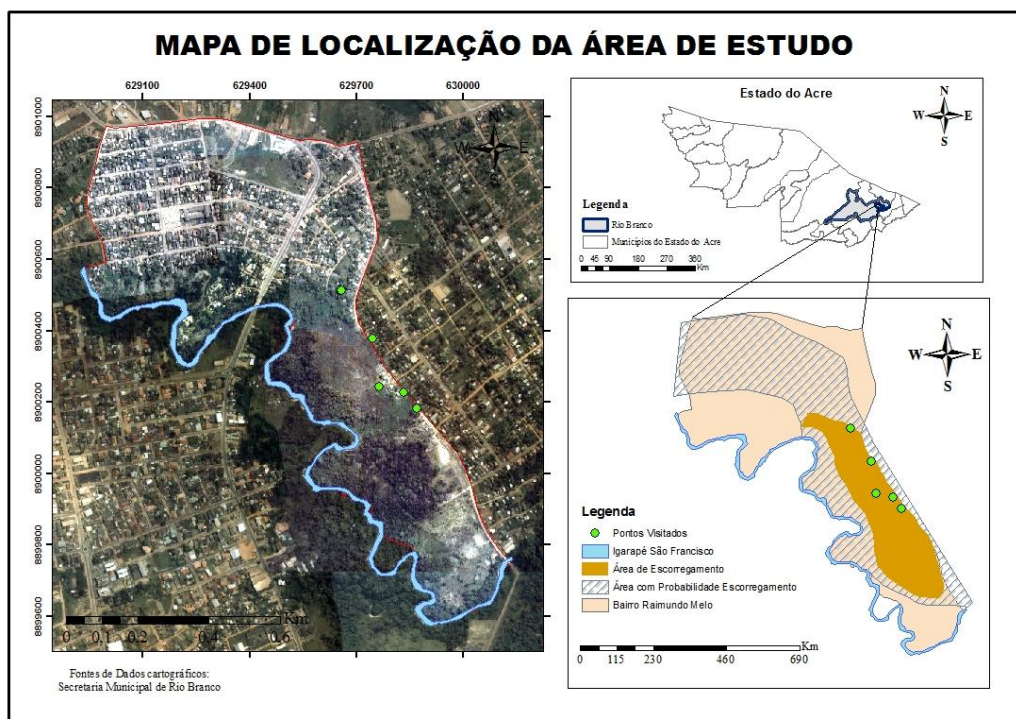 MAPA DE LOCALIZAÇÃO DA ÁREA DE ESTUDO
629100 629400 629700 630000
8901000
8900800
8900600
8900400
8900200
8900000
8899800
8899600
N
W E
S
Km
0 0.1 0.2 0.4 0.6
Fontes de Dados cartográficos:
Secretaria Municipal de Rio Branco
Estado do Acre
N
W E
S
Legenda
Rio Branco
Municípios do Estado do Acre
0 45 90 180 270 360
Km
N
W E
S
Legenda
Pontos Visitados
Igarapé São Francisco
Área de Escorregamento
Área com Probabilidade Escorregamento
Bairro Raimundo Melo
Km
0 115 230 460 690